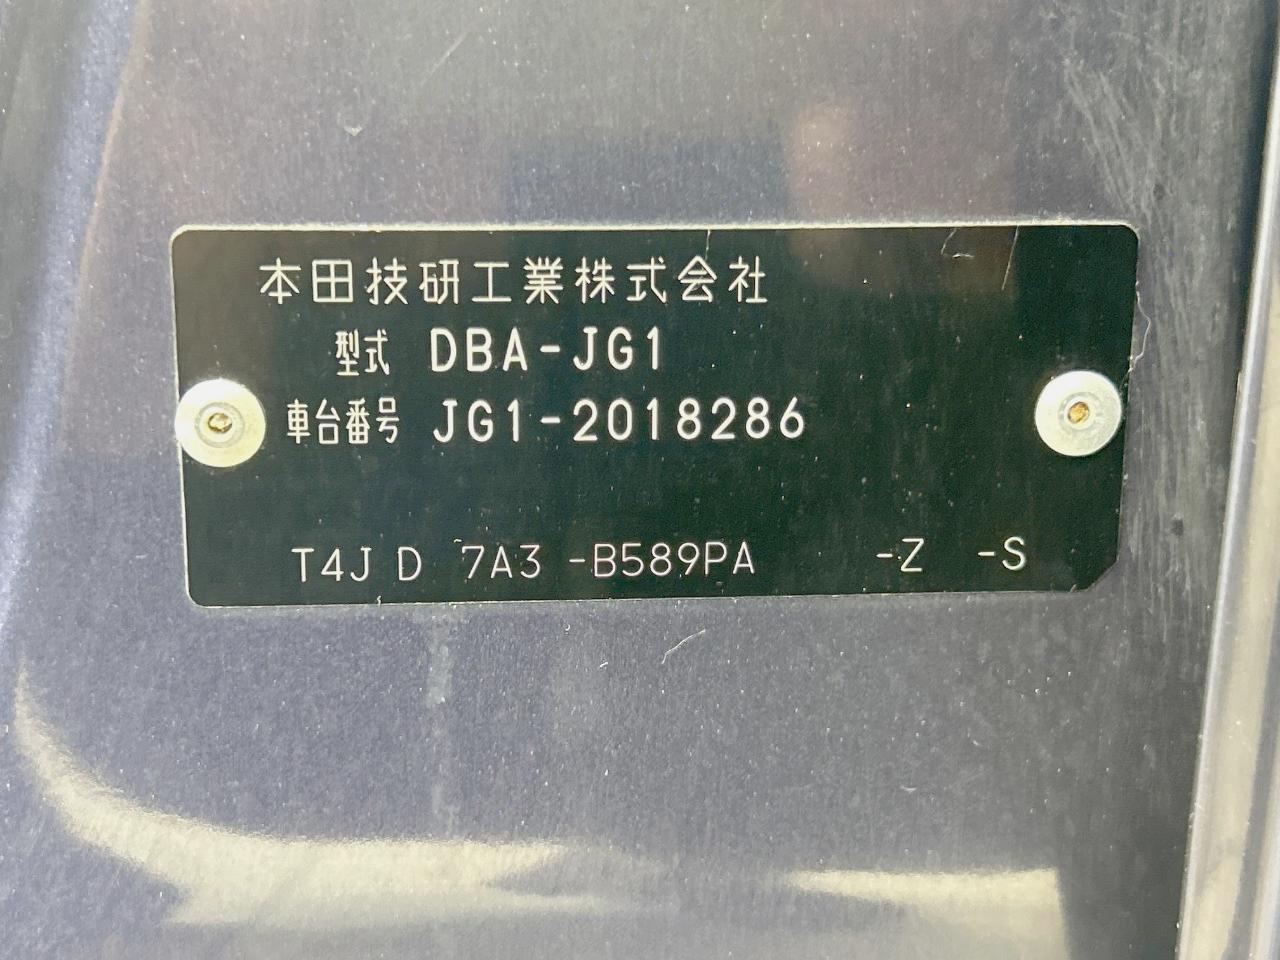 本田技研工業株式会社
型式 DBA-JG1
車台番号 JG1-2018286
T4J D 7A3 -B589PA -Z -S